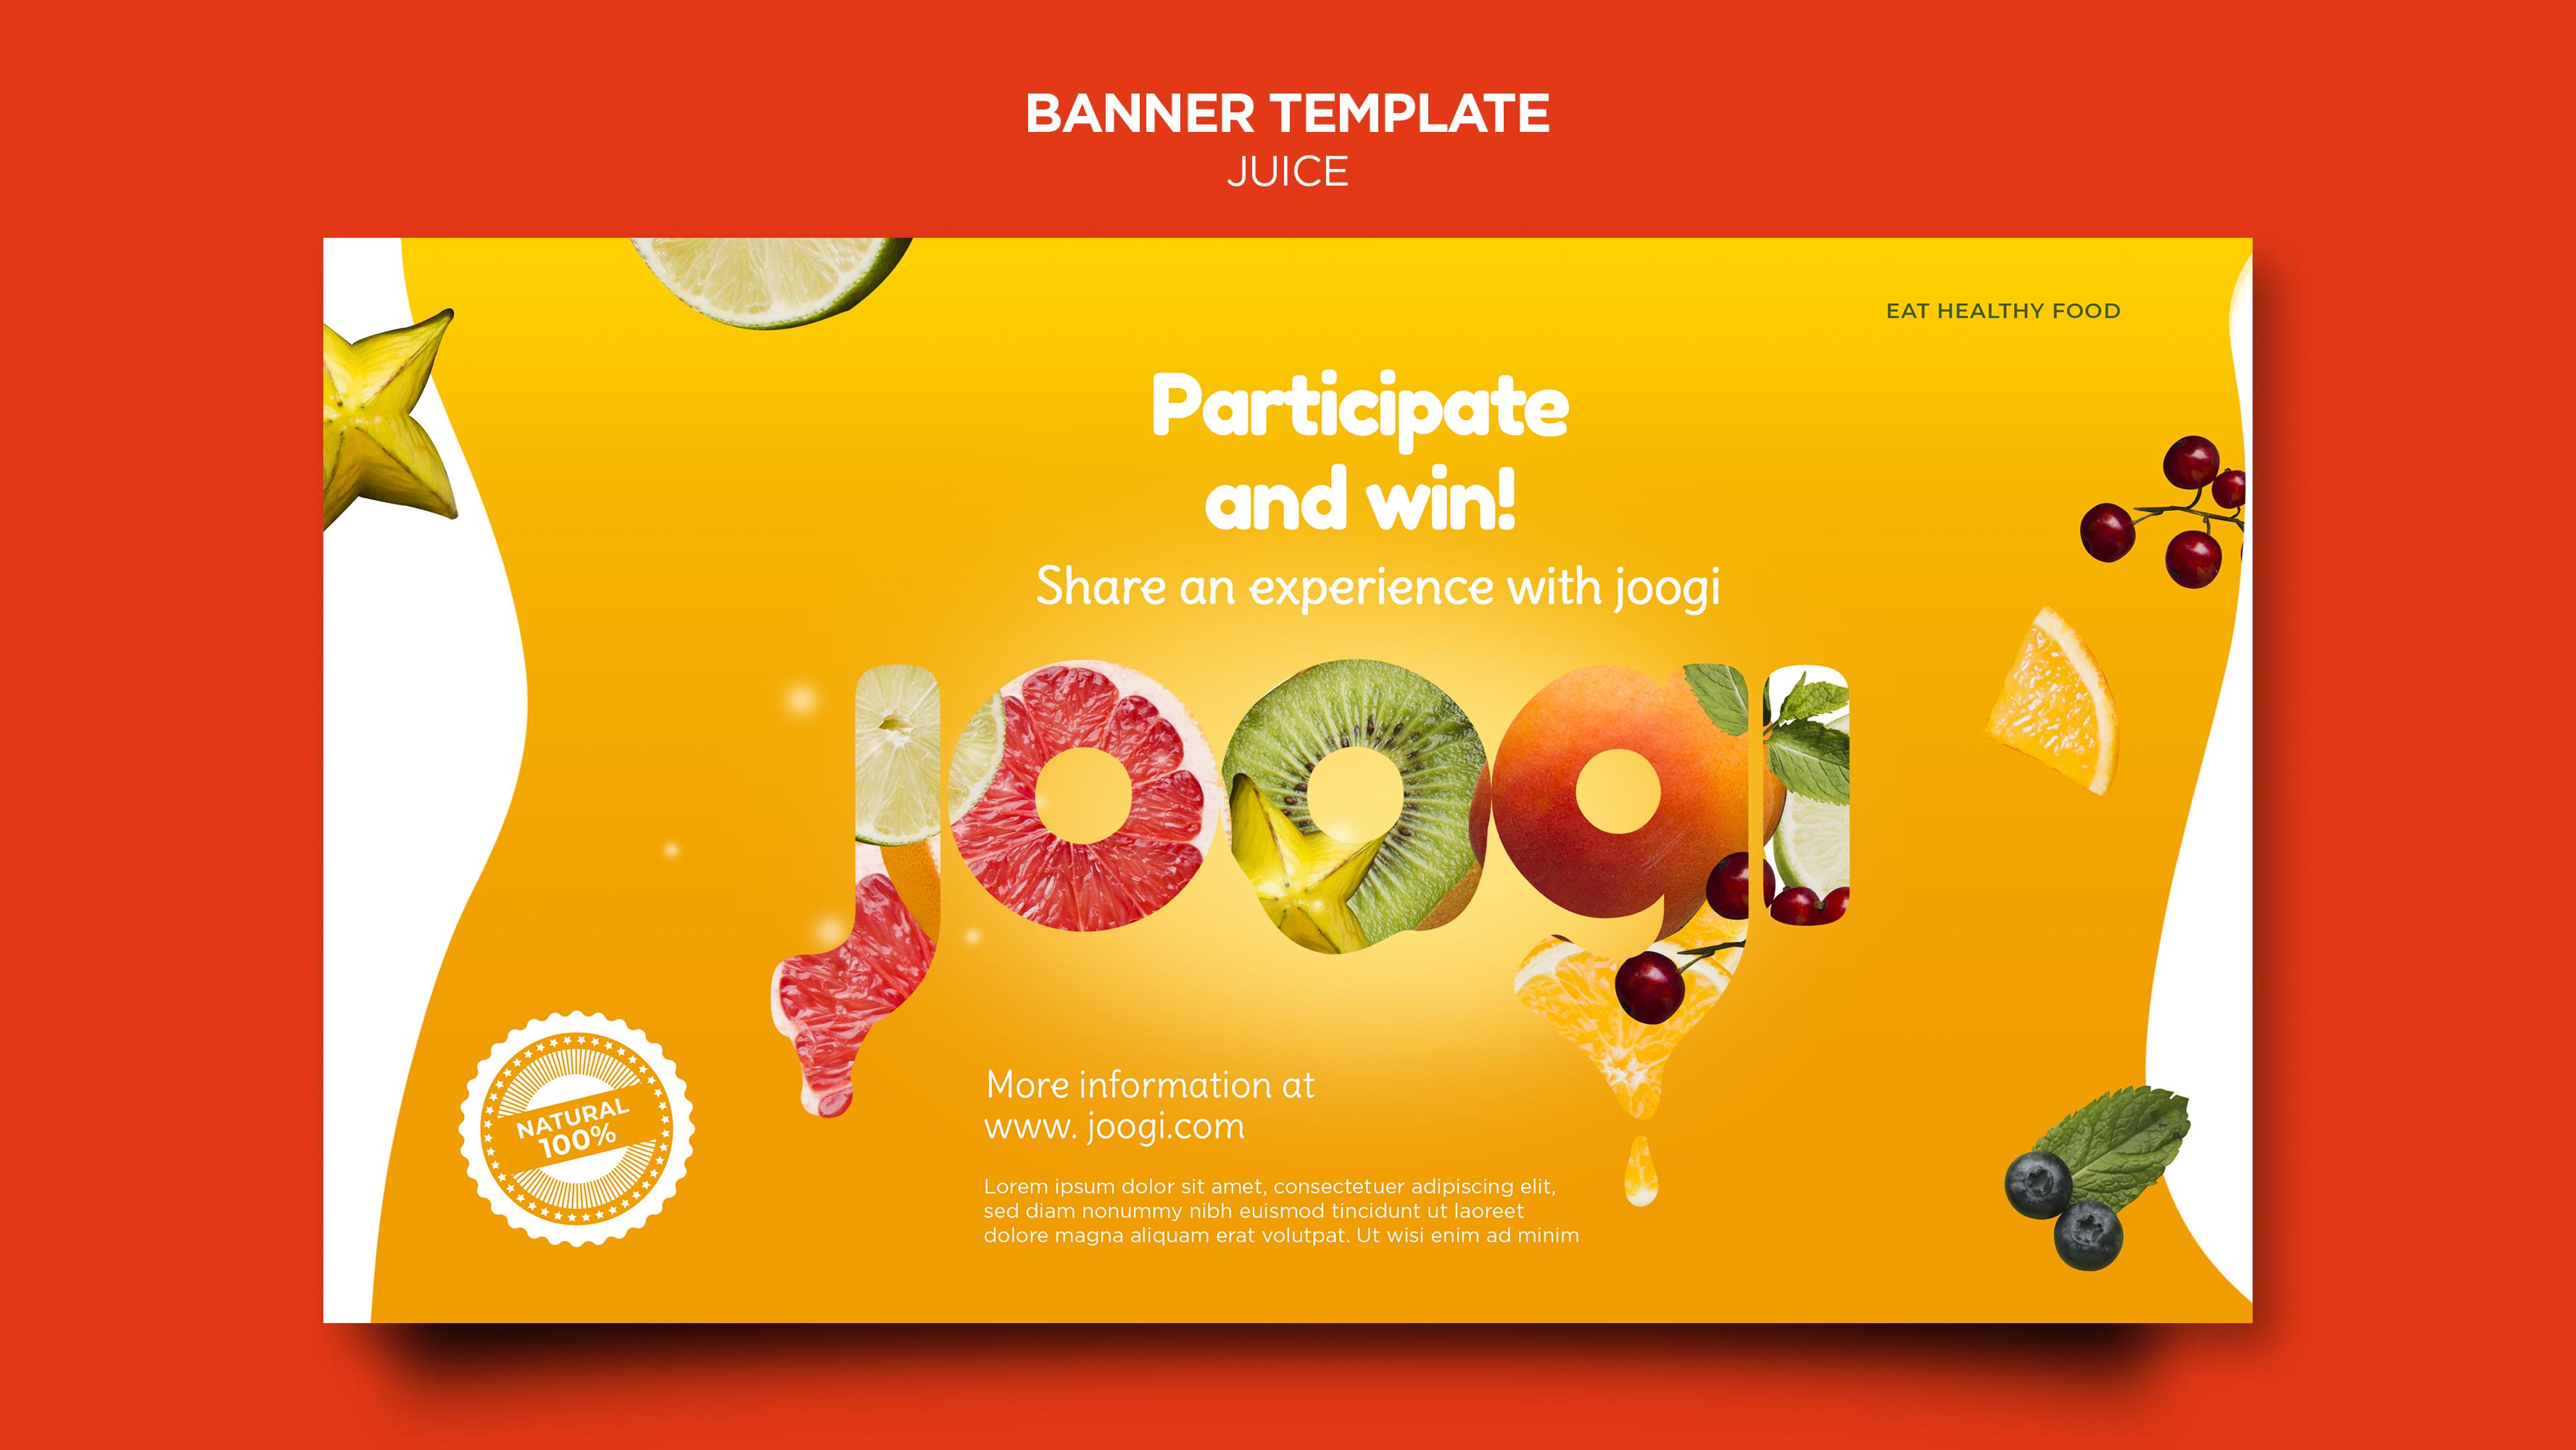 BANNER TEMPLATE
JUICE
EAT HEALTHY FOOD
Participate
and win!
Share an experience with joogi
joogi
More information at
www. joogi.com
NATURAL
100%
Lorem ipsum dolor sit amet, consectetuer adipiscing elit,
sed diam nonummy nibh euismod tincidunt ut laoreet
dolore magna aliquam erat volutpat. Ut wisi enim ad minim